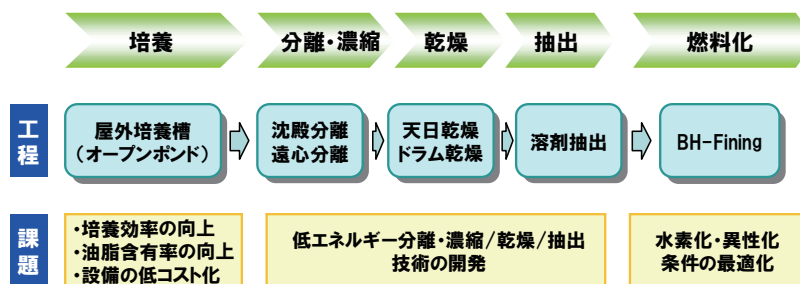 培養
分離・濃縮
乾燥
抽出
燃料化
工程
屋外培養槽
（オープンポンド）
沈殿分離
遠心分離
天日乾燥
ドラム乾燥
溶剤抽出
BH-Fining
課題
・培養効率の向上
・油脂含有率の向上
・設備の低コスト化
低エネルギー分離・濃縮/乾燥/抽出
技術の開発
水素化・異性化
条件の最適化